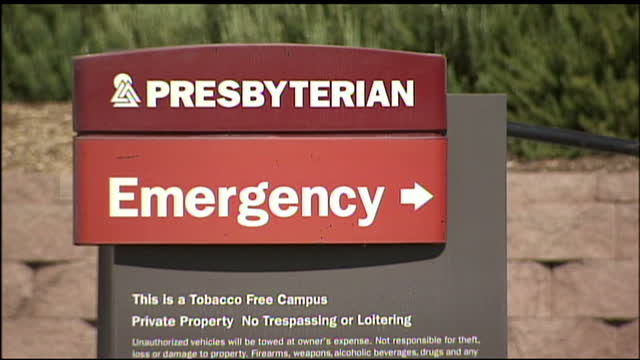 PRESBYTERIAN
Emergency
This is a Tobacco Free Campus
Private Property No Trespassing or Loitering
Unauthorized vehicles will be towed at owner's expense. Not responsible for theft,
loss or damage to property. Firearms, weapons, alcoholic beverages, drugs and any